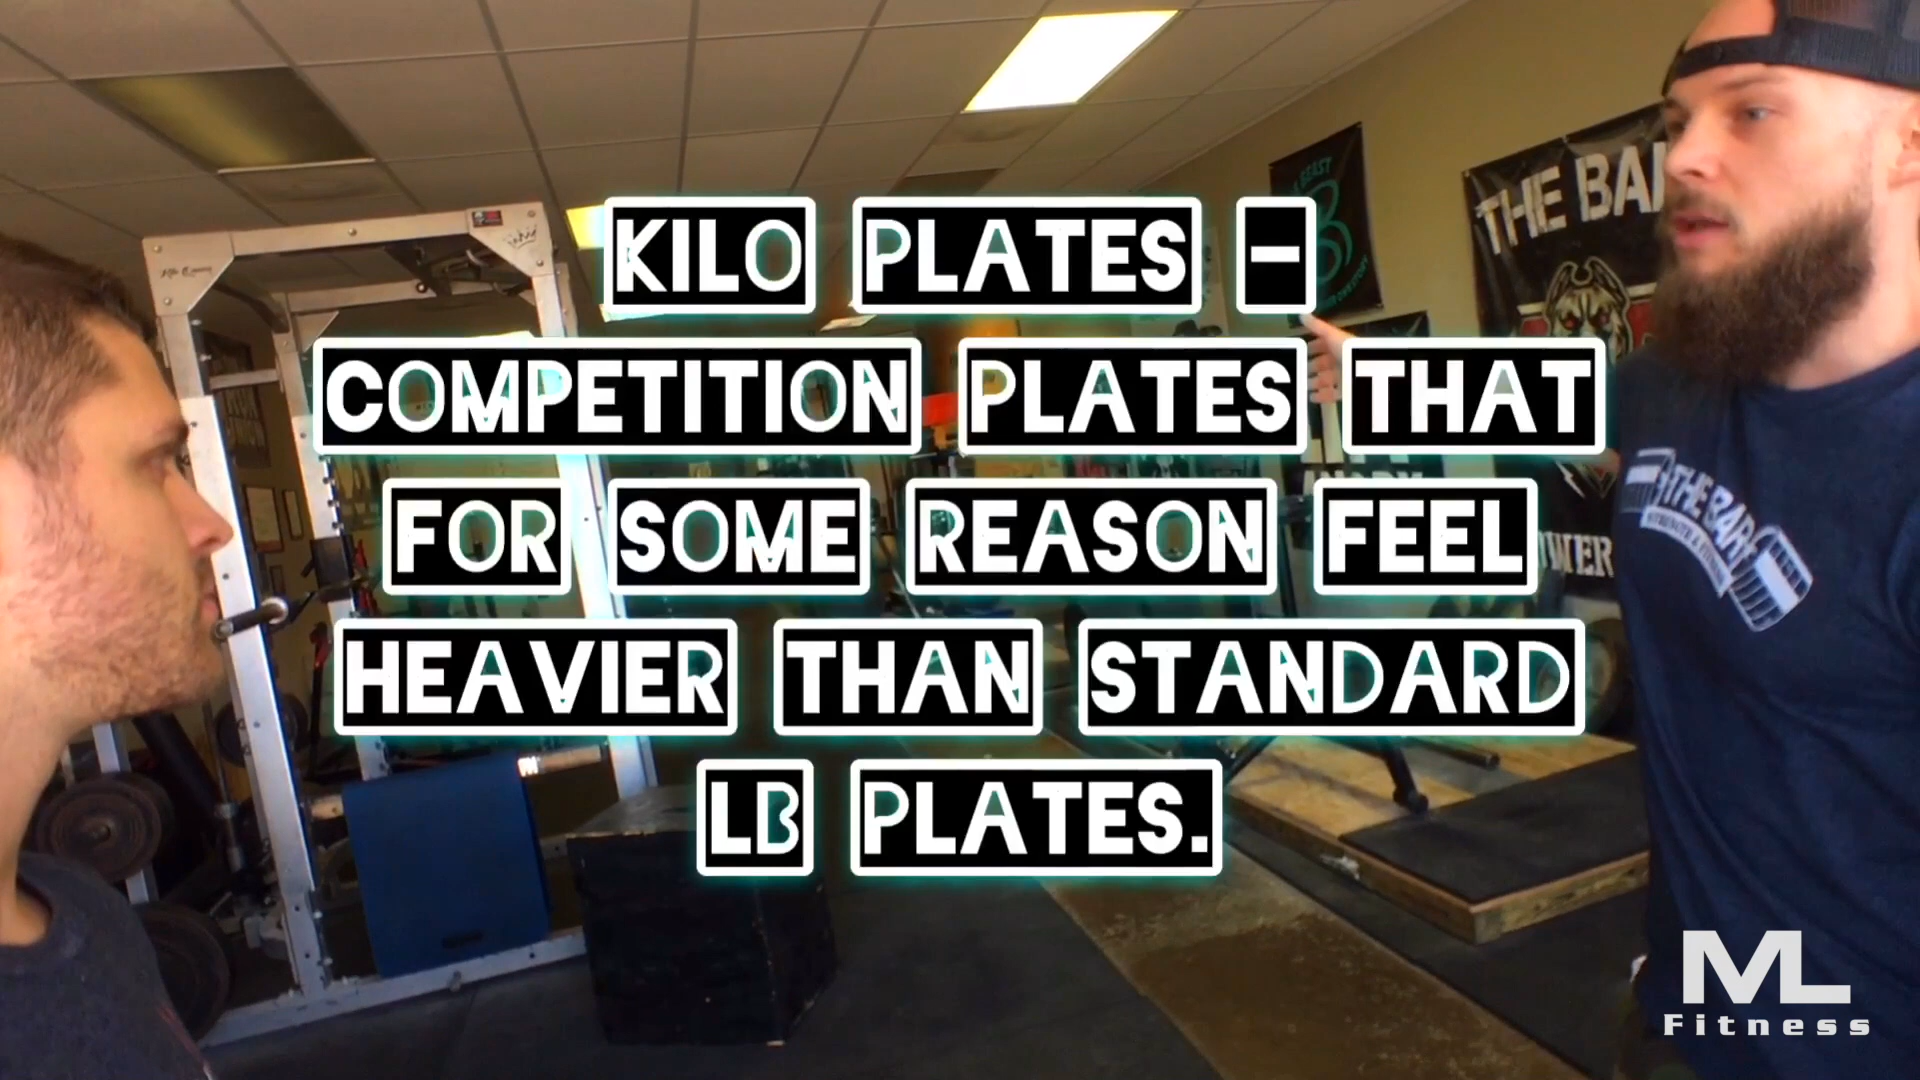 KILO PLATES -
COMPETITION PLATES THAT
FOR SOME REASON FEEL
HEAVIER THAN STANDARD
LB PLATES.
THE BAR
THE BAR
ML
Fitness